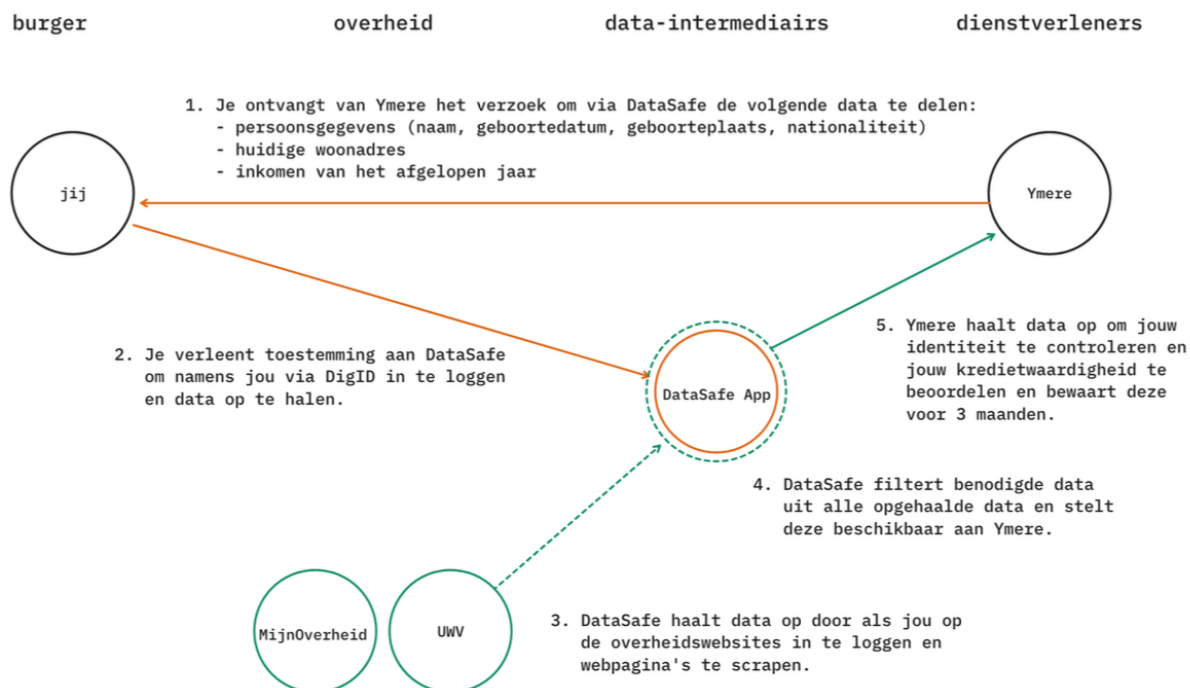 burger
overheid
data-intermediairs
dienstverleners
1. Je ontvangt van Ymere het verzoek om via DataSafe de volgende data te delen:
- persoonsgegevens (naam, geboortedatum, geboorteplaats, nationaliteit)
- huidige woonadres
- inkomen van het afgelopen jaar
jij
Ymere
2. Je verleent toestemming aan DataSafe
om namens jou via DigID in te loggen
en data op te halen.
DataSafe App
5. Ymere haalt data op om jouw
identiteit te controleren en
jouw kredietwaardigheid te
beoordelen en bewaart deze
voor 3 maanden.
4. DataSafe filtert benodigde data
uit alle opgehaalde data en stelt
deze beschikbaar aan Ymere.
MijnOverheid
UWV
3. DataSafe haalt data op door als jou op
de overheidswebsites in te loggen en
webpagina's te scrapen.